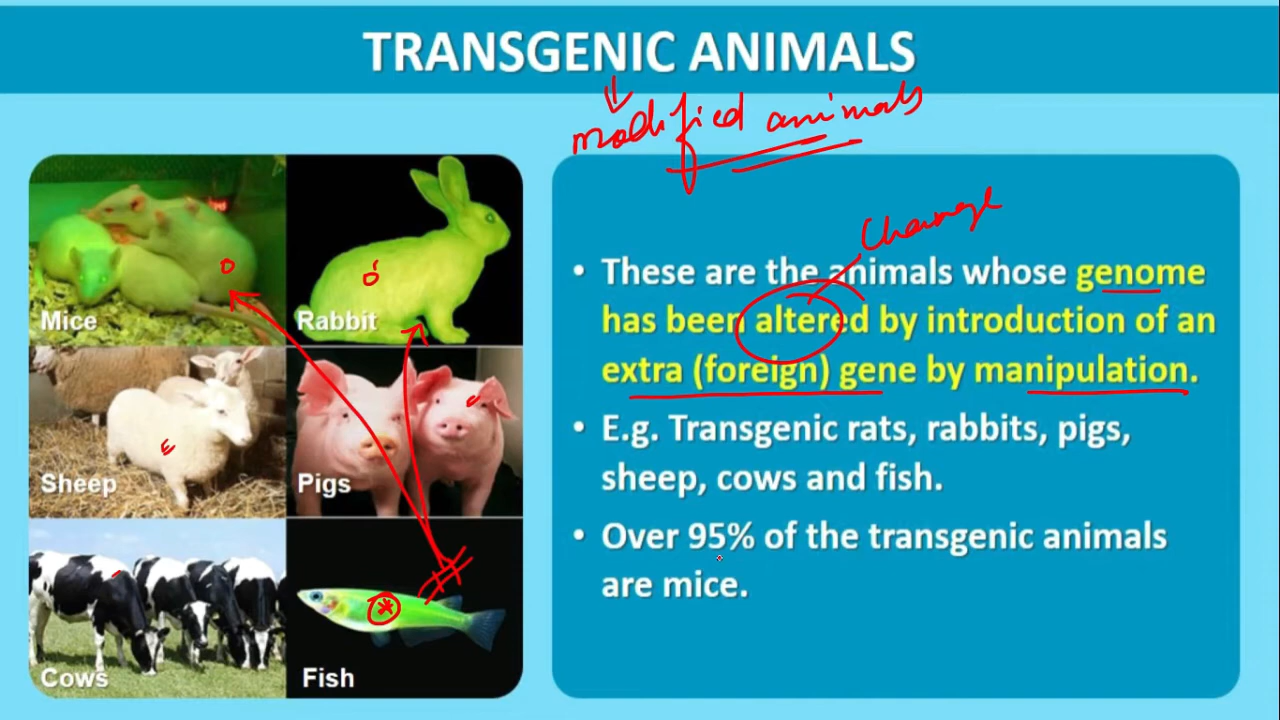 TRANSGENIC ANIMALS
modified animals
Change
Mice
Rabbit
Sheep
Pigs
Cows
Fish
• These are the animals whose genome
has been altered by introduction of an
extra (foreign) gene by manipulation.
• E.g. Transgenic rats, rabbits, pigs,
sheep, cows and fish.
• Over 95% of the transgenic animals
are mice.